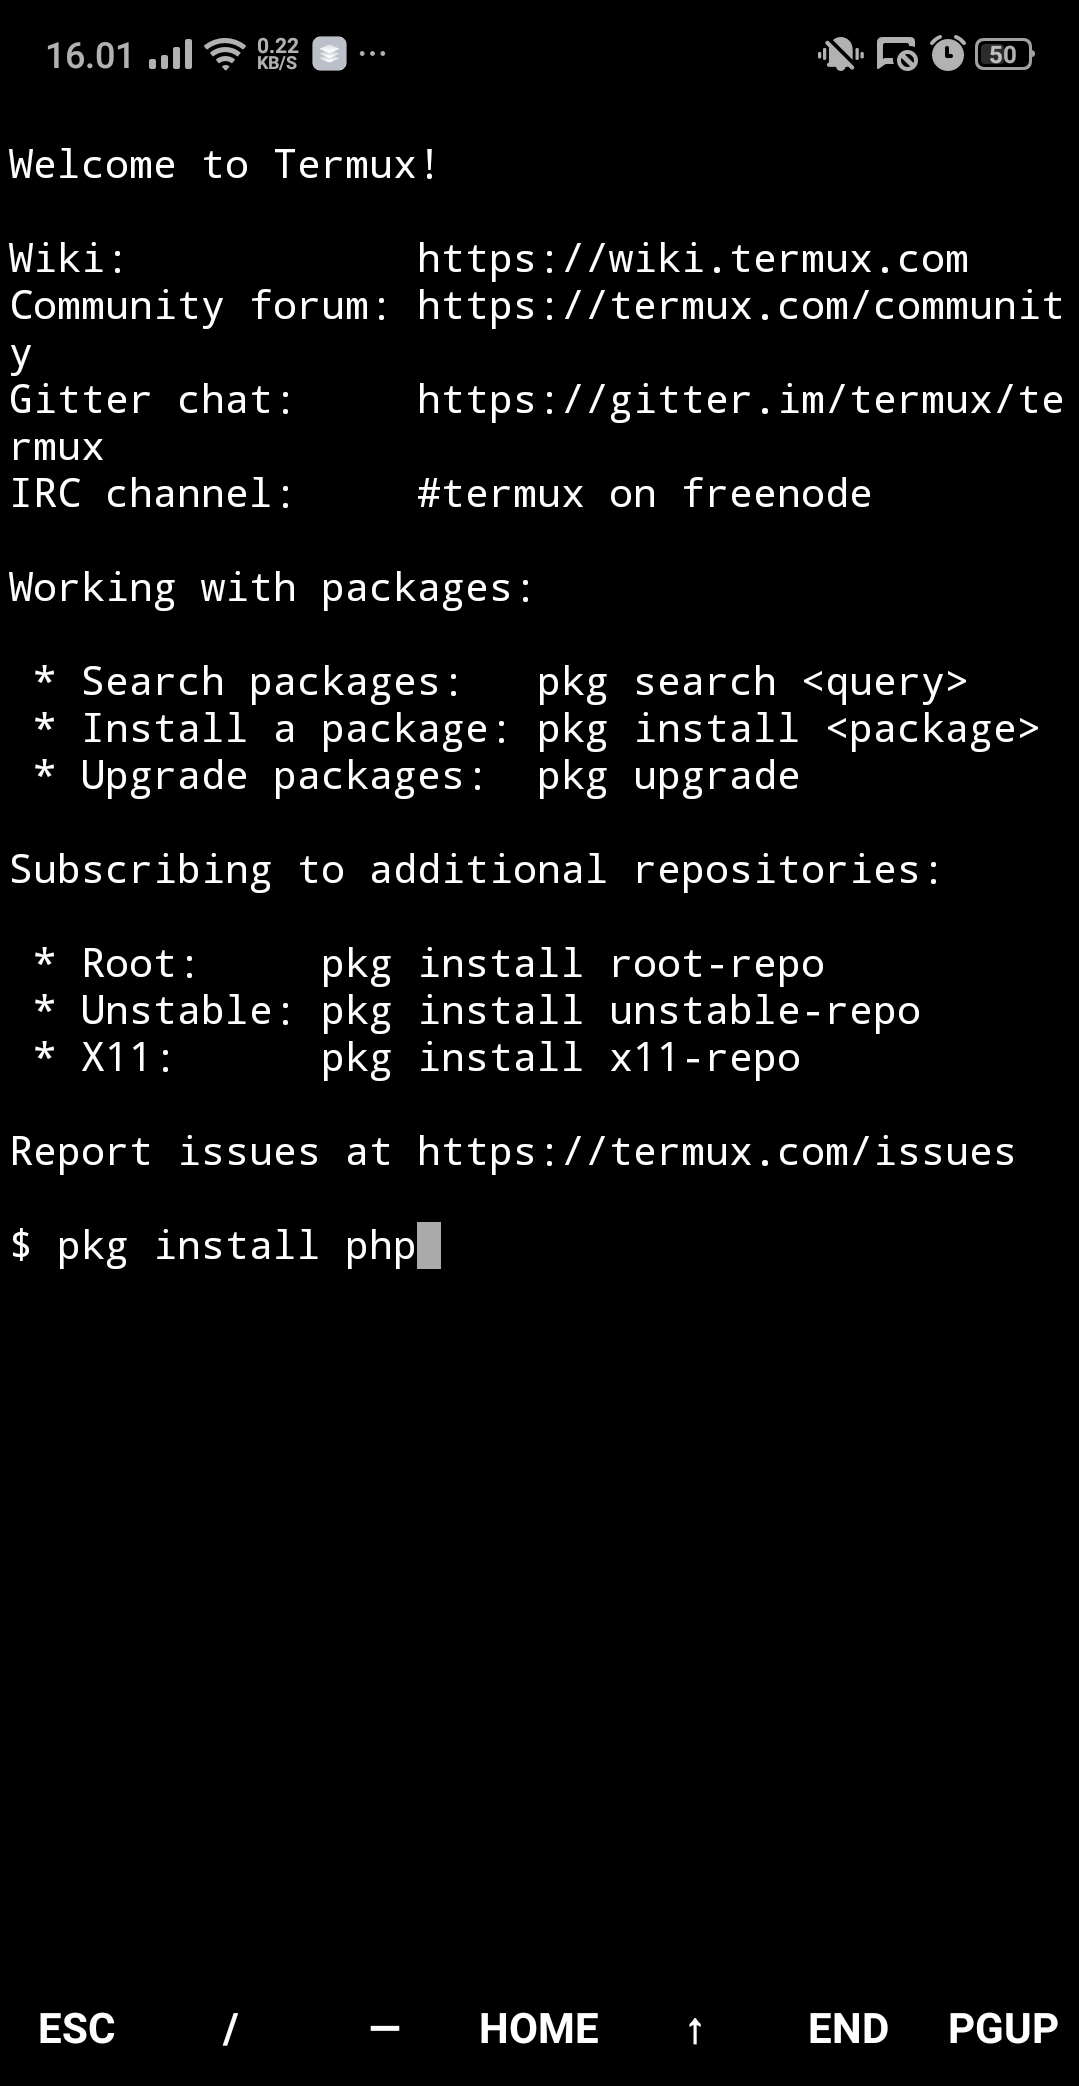 16.01 0.22 KB/S ... 50
Welcome to Termux!
Wiki:            https://wiki.termux.com
Community forum: https://termux.com/communit
y
Gitter chat:     https://gitter.im/termux/te
rmux
IRC channel:     #termux on freenode
Working with packages:
 * Search packages:   pkg search <query>
 * Install a package: pkg install <package>
 * Upgrade packages:  pkg upgrade
Subscribing to additional repositories:
 * Root:     pkg install root-repo
 * Unstable: pkg install unstable-repo
 * X11:      pkg install x11-repo
Report issues at https://termux.com/issues
$ pkg install php
ESC / — HOME ↑ END PGUP